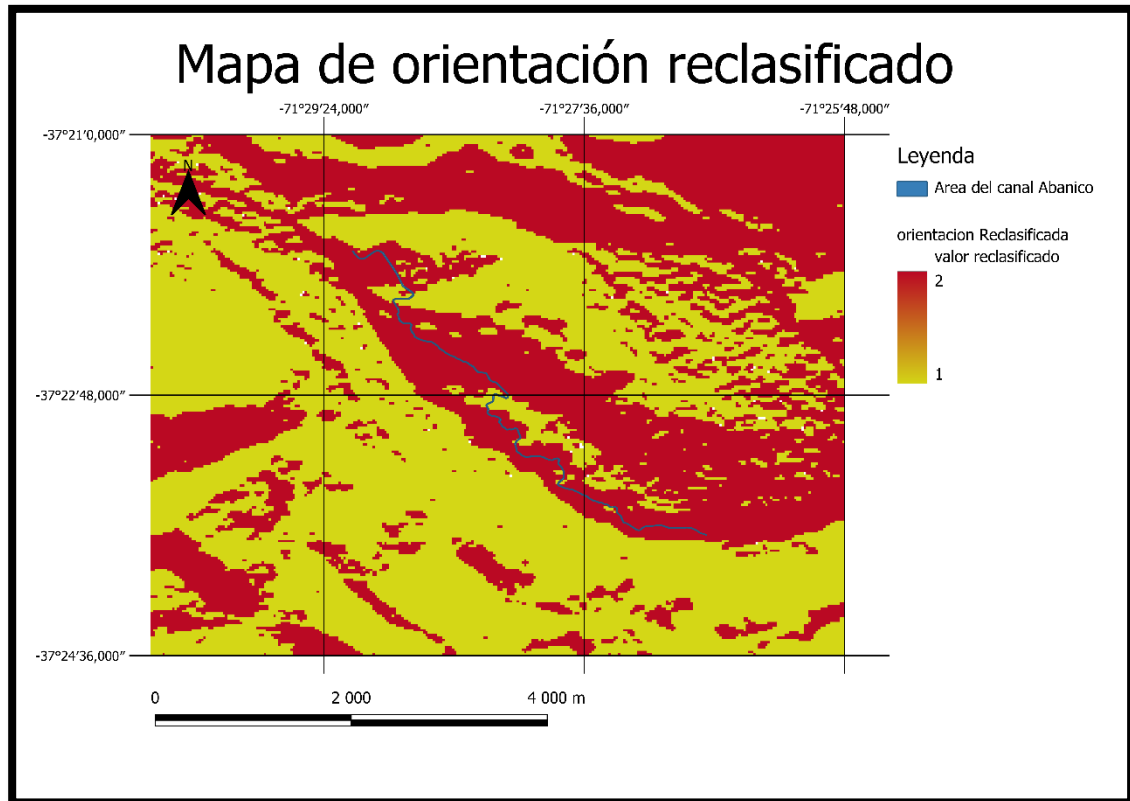 Mapa de orientación reclasificado
-71°29′24,000″ -71°27′36,000″ -71°25′48,000″
-37°21′0,000″
N
-37°22′48,000″
-37°24′36,000″
Leyenda
Area del canal Abanico
orientacion Reclasificada
valor reclasificado
2
1
0 2 000 4 000 m